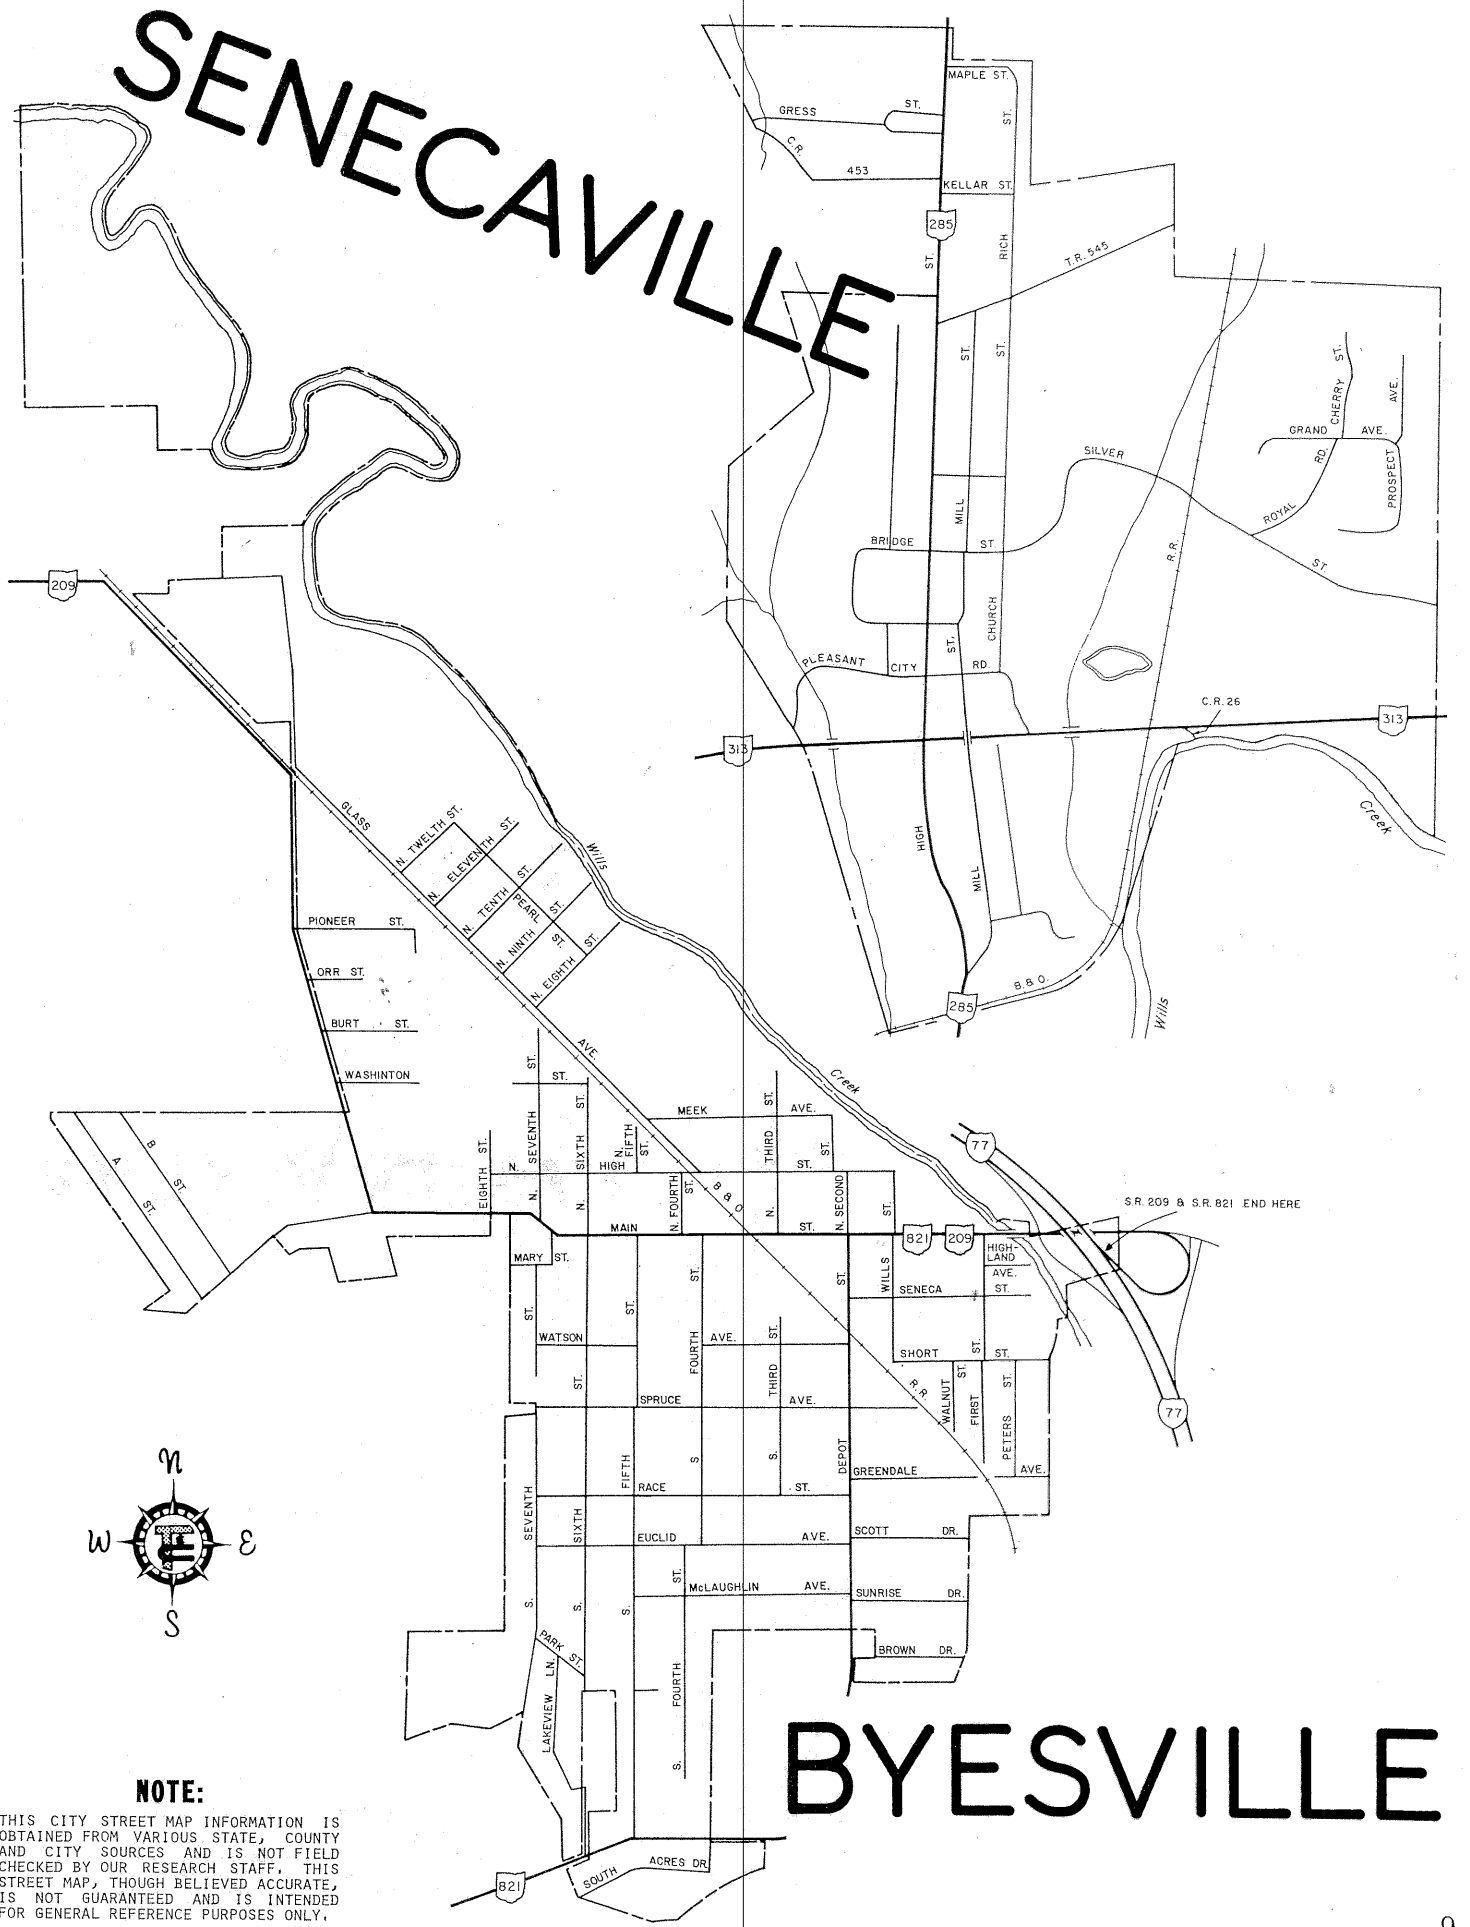 SENECAVILLE
MAPLE ST.
GRESS ST.
ST.
C.R. 453
KELLAR ST.
285
ST.
RICH
T.R. 545
ST.
ST.
CHERRY ST.
AVE.
GRAND AVE.
RD.
PROSPECT
SILVER
ROYAL
MILL
BRIDGE ST.
R.R.
ST.
209
CHURCH
ST.
PLEASANT CITY RD.
C.R. 26
313
313
Creek
GLASS
HIGH
MILL
N. TWELTH ST.
N. ELEVENTH ST.
N. TENTH ST.
PEARL ST.
N. NINTH ST.
N. EIGHTH ST.
Wills
PIONEER ST.
ORR ST.
BURT ST.
WASHINTON
B.& O.
285
Wills
AVE.
Creek
ST.
ST.
ST.
MEEK AVE.
ST.
77
B ST.
A ST.
EIGHTH ST.
N. SEVENTH
N. SIXTH
N. FIFTH ST.
N. HIGH ST.
N. THIRD
ST.
N. FOURTH ST.
B & O
N. SECOND
ST.
S.R. 209 & S.R. 821 END HERE
MAIN ST.
821
209
MARY ST.
HIGH-
LAND
AVE.
WILLS
SENECA ST.
ST.
ST.
ST.
ST.
WATSON AVE.
FOURTH
ST.
THIRD
SHORT ST.
ST.
R.R.
ST.
SPRUCE AVE.
WALNUT ST.
FIRST
PETERS ST.
77
S
S.
DEPOT
GREENDALE AVE.
FIFTH
RACE ST.
SEVENTH
SIXTH
EUCLID AVE.
SCOTT DR.
N
W
E
S
ST.
McLAUGHLIN AVE.
SUNRISE DR.
S.
S.
S.
PARK ST.
BROWN DR.
LAKEVIEW LN.
FOURTH
S.
BYESVILLE
NOTE:
THIS CITY STREET MAP INFORMATION IS
OBTAINED FROM VARIOUS STATE, COUNTY
AND CITY SOURCES AND IS NOT FIELD
CHECKED BY OUR RESEARCH STAFF. THIS
STREET MAP, THOUGH BELIEVED ACCURATE,
IS NOT GUARANTEED AND IS INTENDED
FOR GENERAL REFERENCE PURPOSES ONLY.
821
SOUTH ACRES DR.